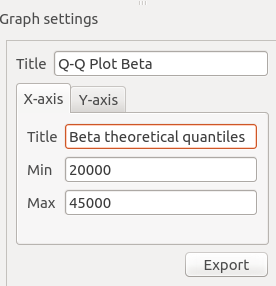 Graph settings
Title Q-Q Plot Beta
X-axis Y-axis
Title Beta theoretical quantiles
Min 20000
Max 45000
Export